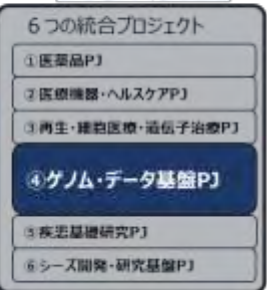 6つの統合プロジェクト
①医薬品PJ
②医療機器・ヘルスケアPJ
③再生・細胞医療・遺伝子治療PJ
④ゲノム・データ基盤PJ
⑤疾患基礎研究PJ
⑥シーズ開発・研究基盤PJ